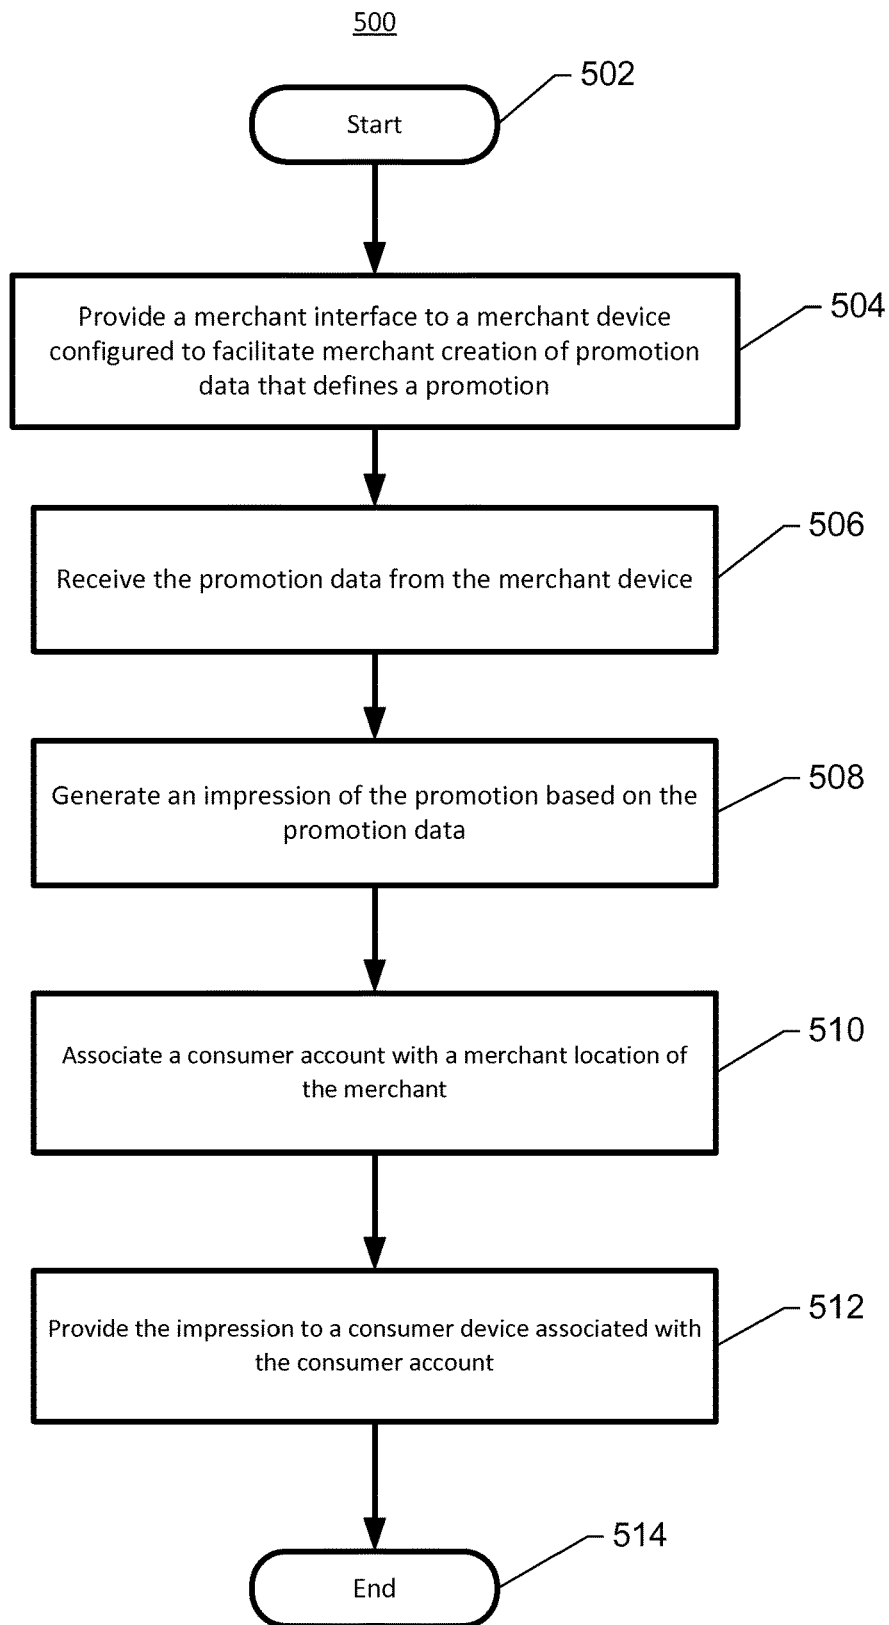 500
Start
502
Provide a merchant interface to a merchant device
configured to facilitate merchant creation of promotion
data that defines a promotion
504
Receive the promotion data from the merchant device
506
Generate an impression of the promotion based on the
promotion data
508
Associate a consumer account with a merchant location of
the merchant
510
Provide the impression to a consumer device associated with
the consumer account
512
End
514